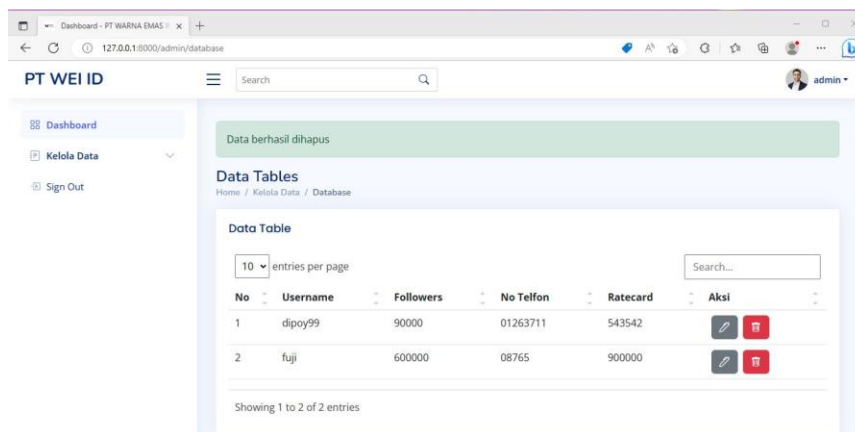 Dashboard - PT WARNA EMAS
127.0.0.1:8000/admin/database
PT WEI ID
Search
admin
Dashboard
Kelola Data
Sign Out
Data berhasil dihapus
Data Tables
Home / Kelola Data / Database
Data Table
10 entries per page
Search...
No Username Followers No Telfon Ratecard Aksi
1 dipoy99 90000 01263711 543542
2 fuji 600000 08765 900000
Showing 1 to 2 of 2 entries